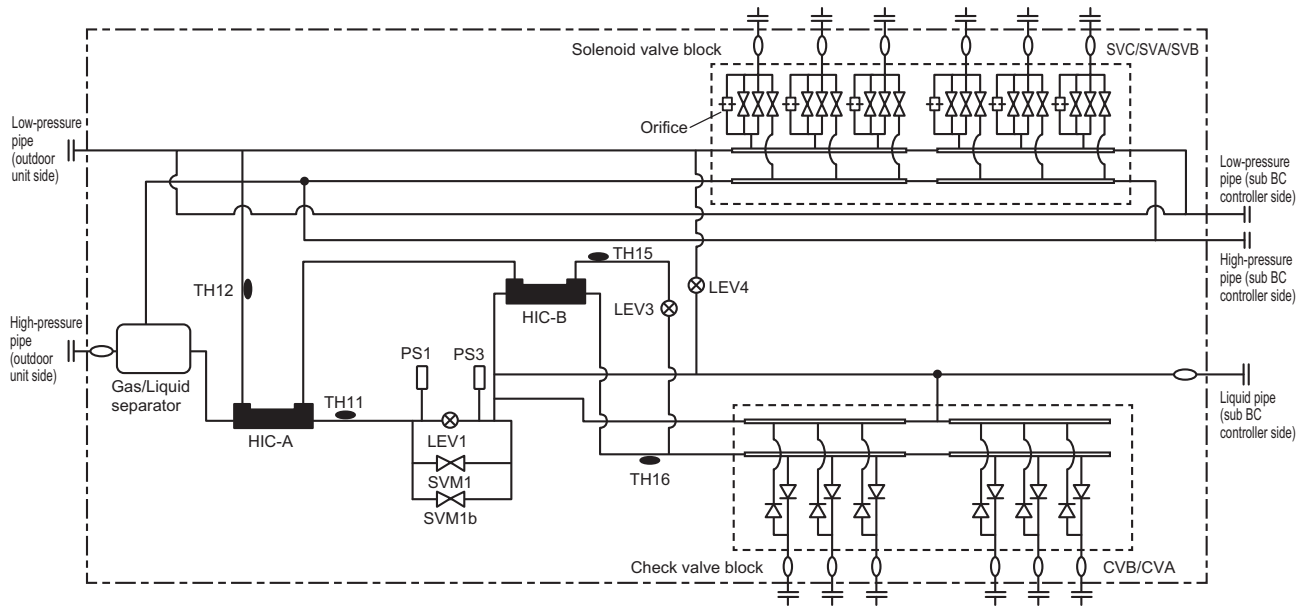 Solenoid valve block
SVC/SVA/SVB
Orifice
Low-pressure
pipe
(outdoor
unit side)
Low-pressure
pipe (sub BC
controller side)
High-pressure
pipe (sub BC
controller side)
TH15
TH12
LEV4
LEV3
HIC-B
High-pressure
pipe
(outdoor
unit side)
Gas/Liquid
separator
PS1
PS3
TH11
HIC-A
LEV1
SVM1
SVM1b
TH16
Liquid pipe
(sub BC
controller side)
Check valve block
CVB/CVA